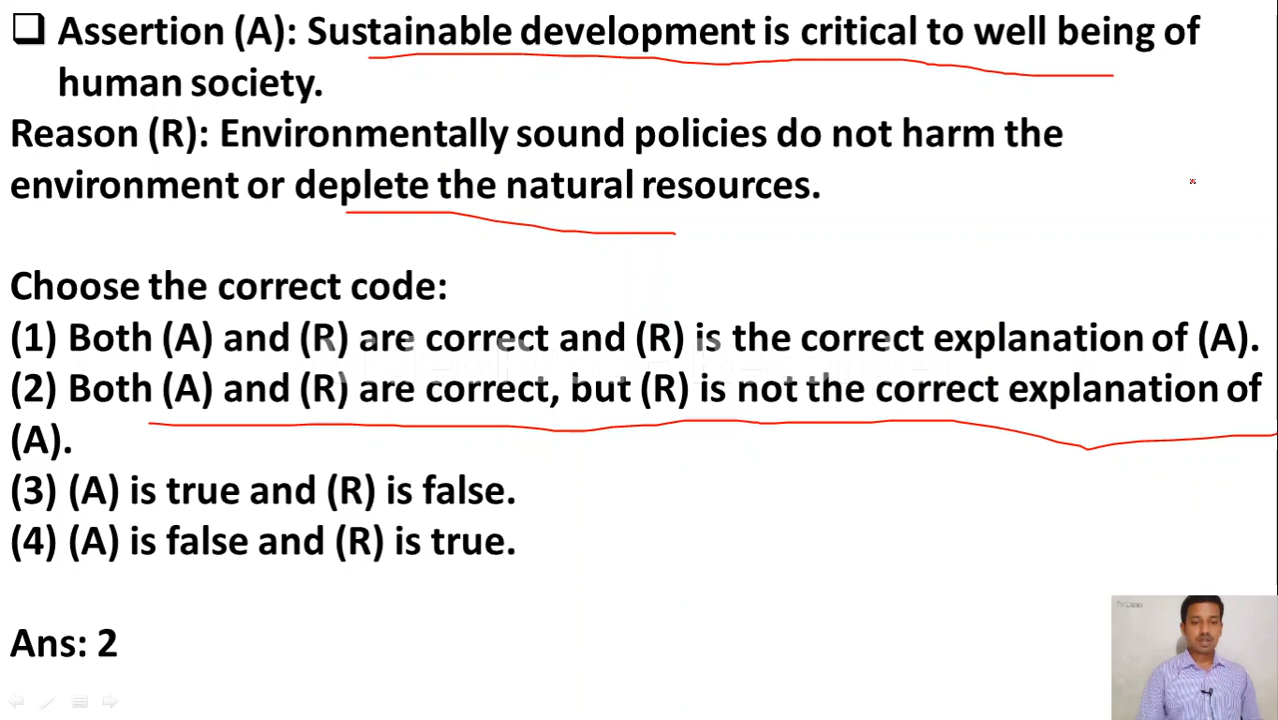 ❑ Assertion (A): Sustainable development is critical to well being of
human society.
Reason (R): Environmentally sound policies do not harm the
environment or deplete the natural resources.
Choose the correct code:
(1) Both (A) and (R) are correct and (R) is the correct explanation of (A).
(2) Both (A) and (R) are correct, but (R) is not the correct explanation of
(A).
(3) (A) is true and (R) is false.
(4) (A) is false and (R) is true.
Ans: 2